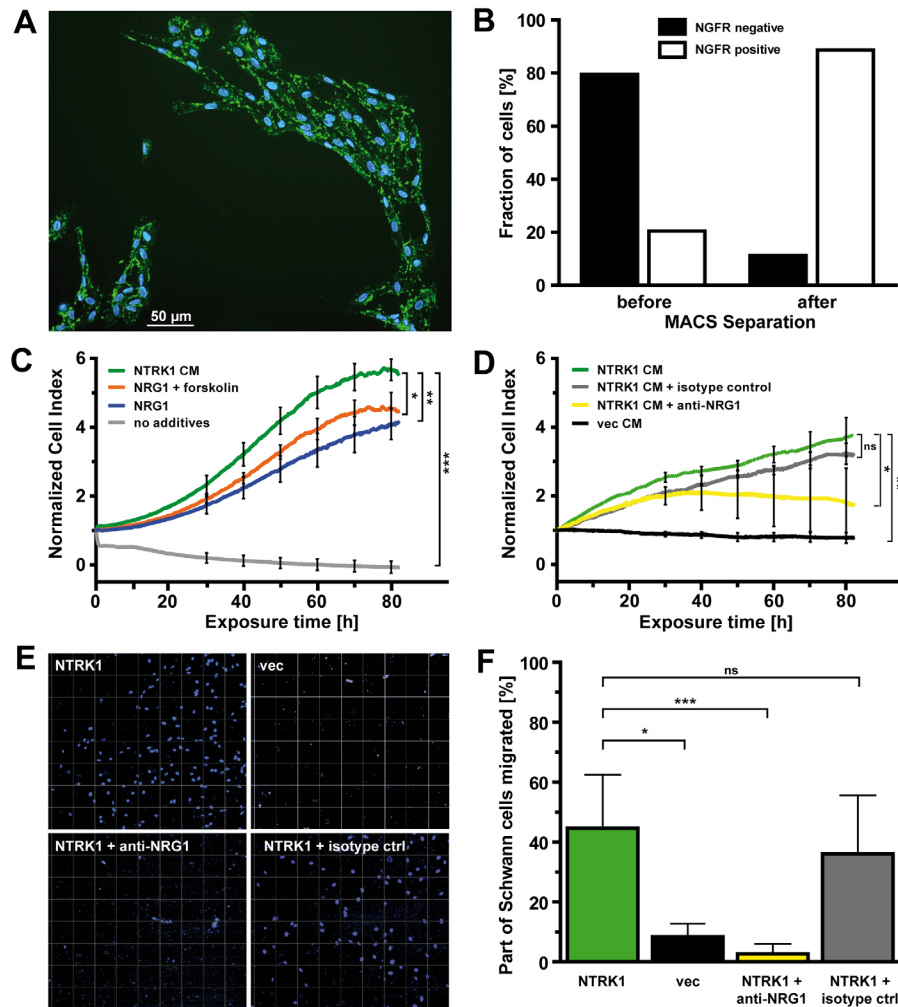 A
50 µm
B
NGFR negative
NGFR positive
Fraction of cells [%]
100
80
60
40
20
0
before
after
MACS Separation
C
NTRK1 CM
NRG1 + forskolin
NRG1
no additives
Normalized Cell Index
6
4
2
0
*
**
***
0
20
40
60
80
Exposure time [h]
D
NTRK1 CM
NTRK1 CM + isotype control
NTRK1 CM + anti-NRG1
vec CM
Normalized Cell Index
6
4
2
0
ns
*
0
20
40
60
80
Exposure time [h]
E
NTRK1
vec
NTRK1 + anti-NRG1
NTRK1 + isotype ctrl
F
Part of Schwann cells migrated [%]
100
80
60
40
20
0
ns
***
*
NTRK1
vec
NTRK1 +
anti-NRG1
NTRK1 +
isotype ctrl